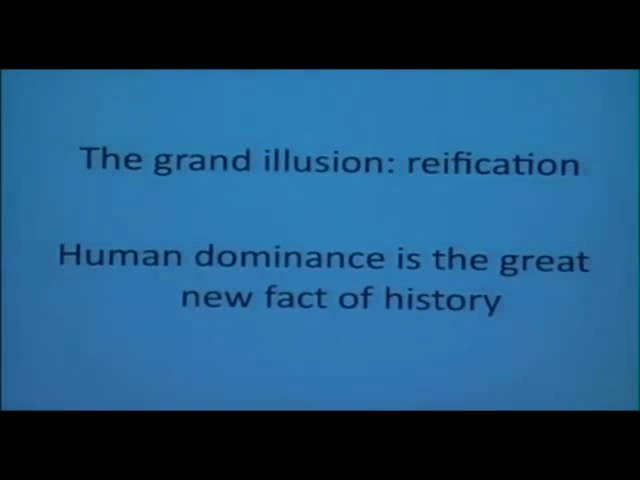 The grand illusion: reification
Human dominance is the great
new fact of history